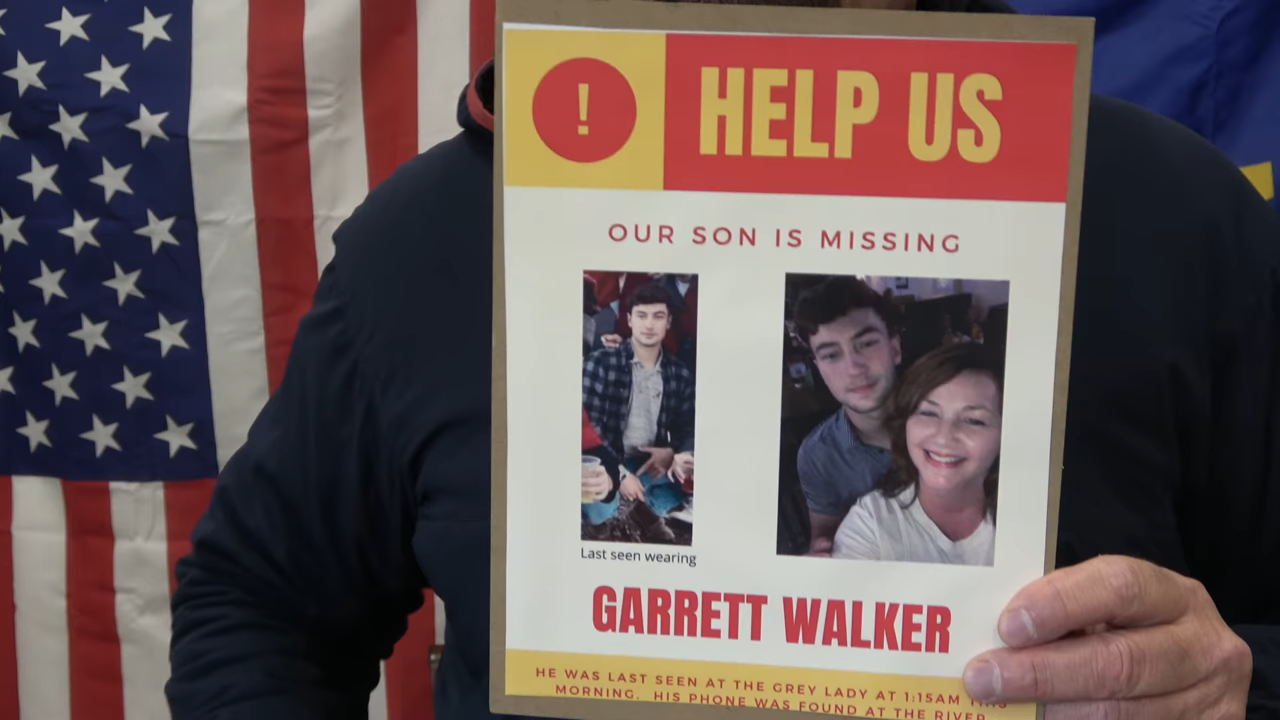 !
HELP US
OUR SON IS MISSING
Last seen wearing
GARRETT WALKER
HE WAS LAST SEEN AT THE GREY LADY AT 1:15AM THIS
MORNING. HIS PHONE WAS FOUND AT THE RIVER